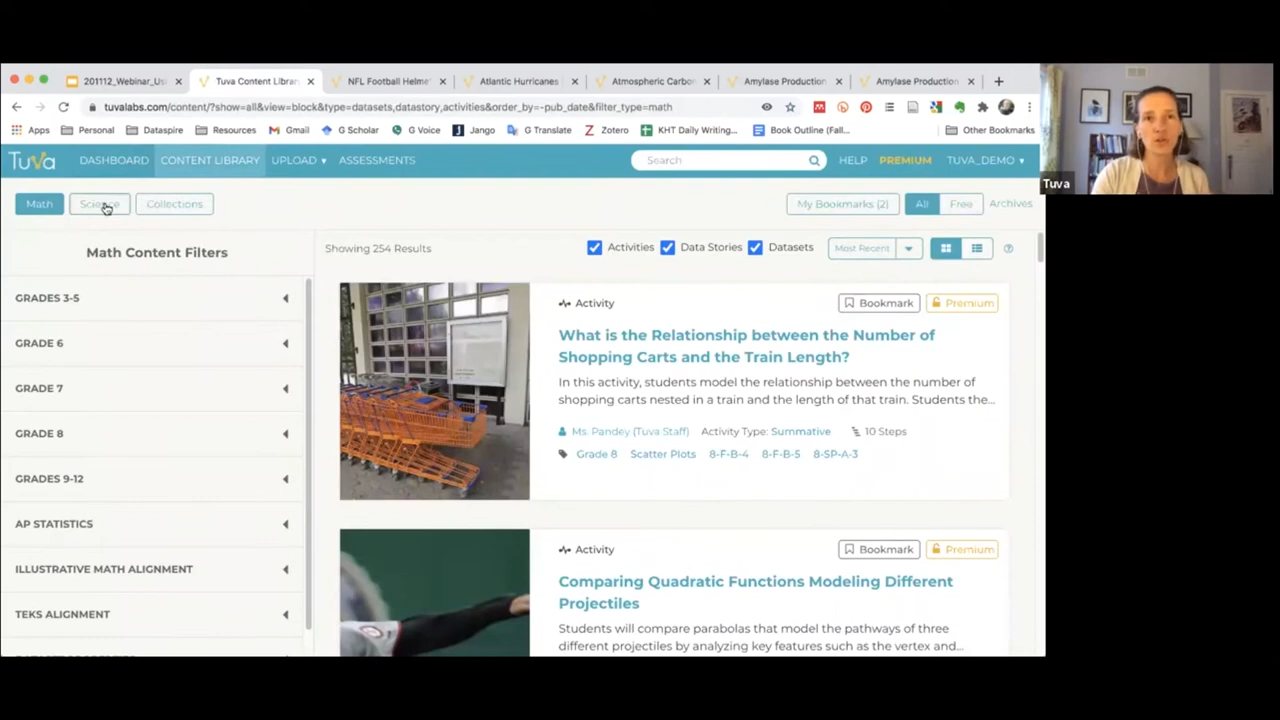 201112_Webinar_Us
Tuva Content Library
NFL Football Helme
Atlantic Hurricanes
Atmospheric Carbo
Amylase Production
Amylase Production
tuvalabs.com/content/?show=all&view=block&type=datasets,datastory,activities&order_by=-pub_date&filter_type=math
Apps Personal Dataspire Resources Gmail G Scholar G Voice Jango G Translate Zotero KHT Daily Writing... Book Outline (Fall... Other Bookmarks
Tuva DASHBOARD CONTENT LIBRARY UPLOAD ASSESSMENTS Search HELP PREMIUM TUVA_DEMO
Tuva
Math Science Collections My Bookmarks (2) All Free Archives
Math Content Filters
Showing 254 Results Activities Data Stories Datasets Most Recent
GRADES 3-5
GRADE 6
GRADE 7
GRADE 8
GRADES 9-12
AP STATISTICS
ILLUSTRATIVE MATH ALIGNMENT
TEKS ALIGNMENT
Activity Bookmark Premium
What is the Relationship between the Number of
Shopping Carts and the Train Length?
In this activity, students model the relationship between the number of
shopping carts nested in a train and the length of that train. Students the...
Ms. Pandey (Tuva Staff) Activity Type: Summative 10 Steps
Grade 8 Scatter Plots 8-F-B-4 8-F-B-5 8-SP-A-3
Activity Bookmark Premium
Comparing Quadratic Functions Modeling Different
Projectiles
Students will compare parabolas that model the pathways of three
different projectiles by analyzing key features such as the vertex and...